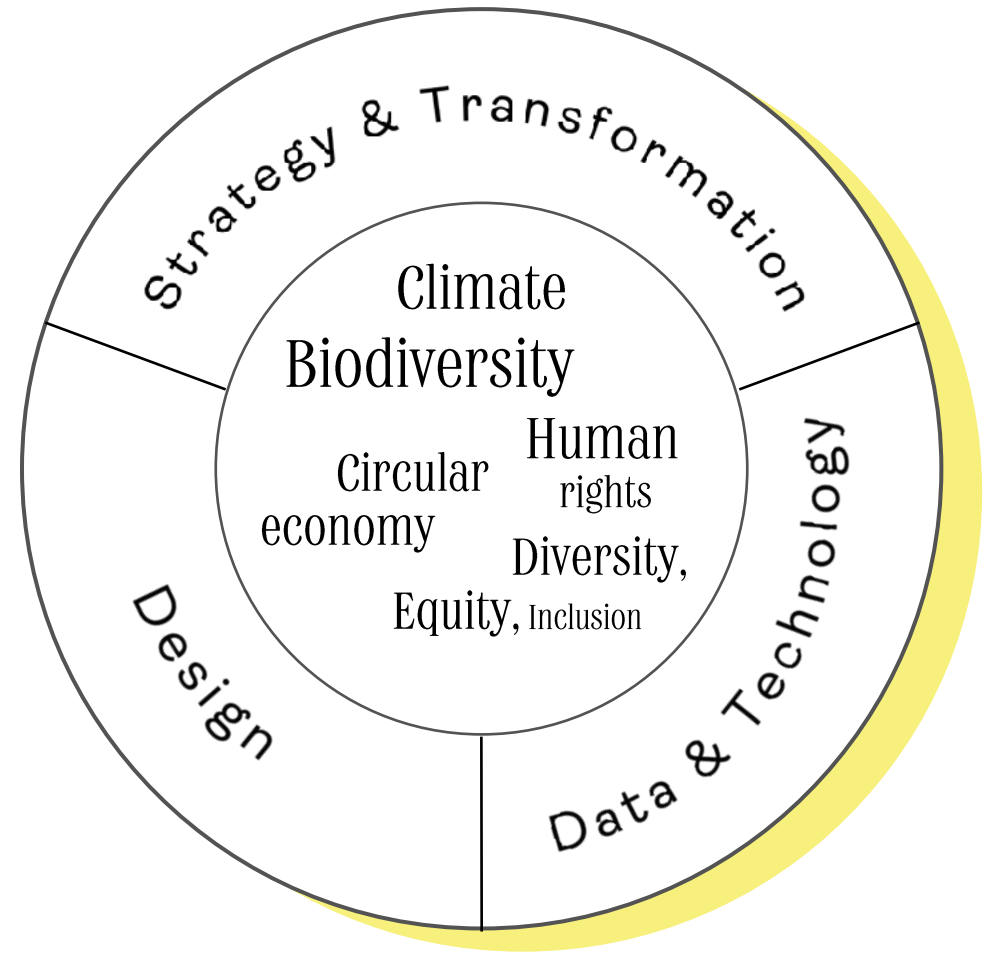 Strategy & Transformation
Climate
Biodiversity
Human
rights
Circular
economy
Diversity,
Equity, Inclusion
Design
Data & Technology